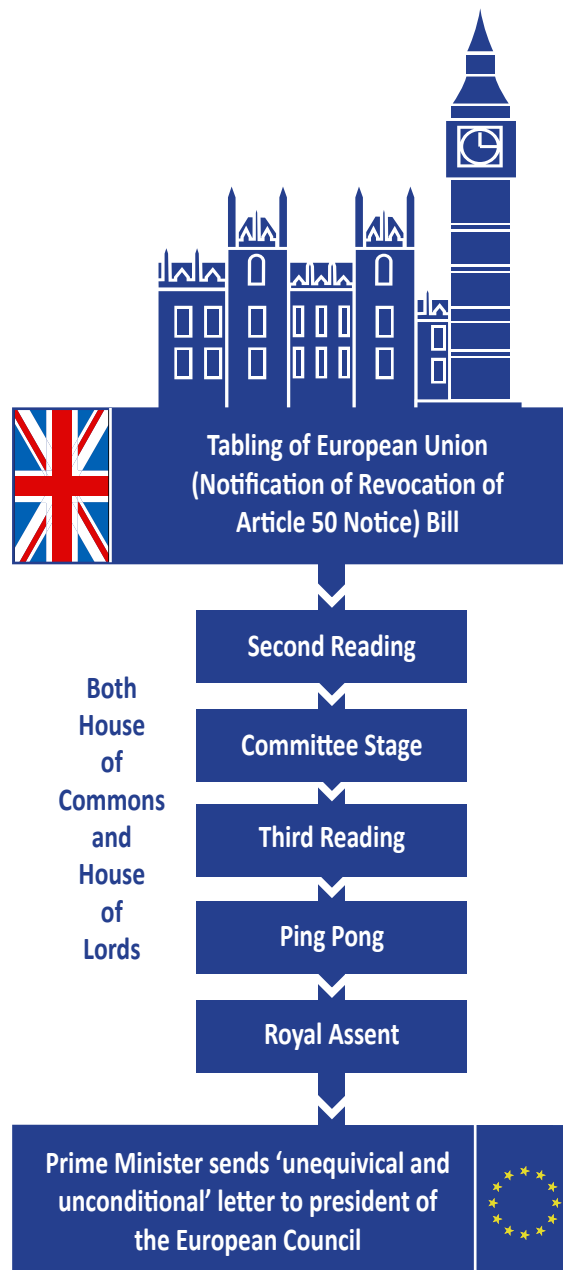 Tabling of European Union
(Notification of Revocation of
Article 50 Notice) Bill
Second Reading
Both
House
of
Commons
and
House
of
Lords
Committee Stage
Third Reading
Ping Pong
Royal Assent
Prime Minister sends ‘unequivical and
unconditional’ letter to president of
the European Council